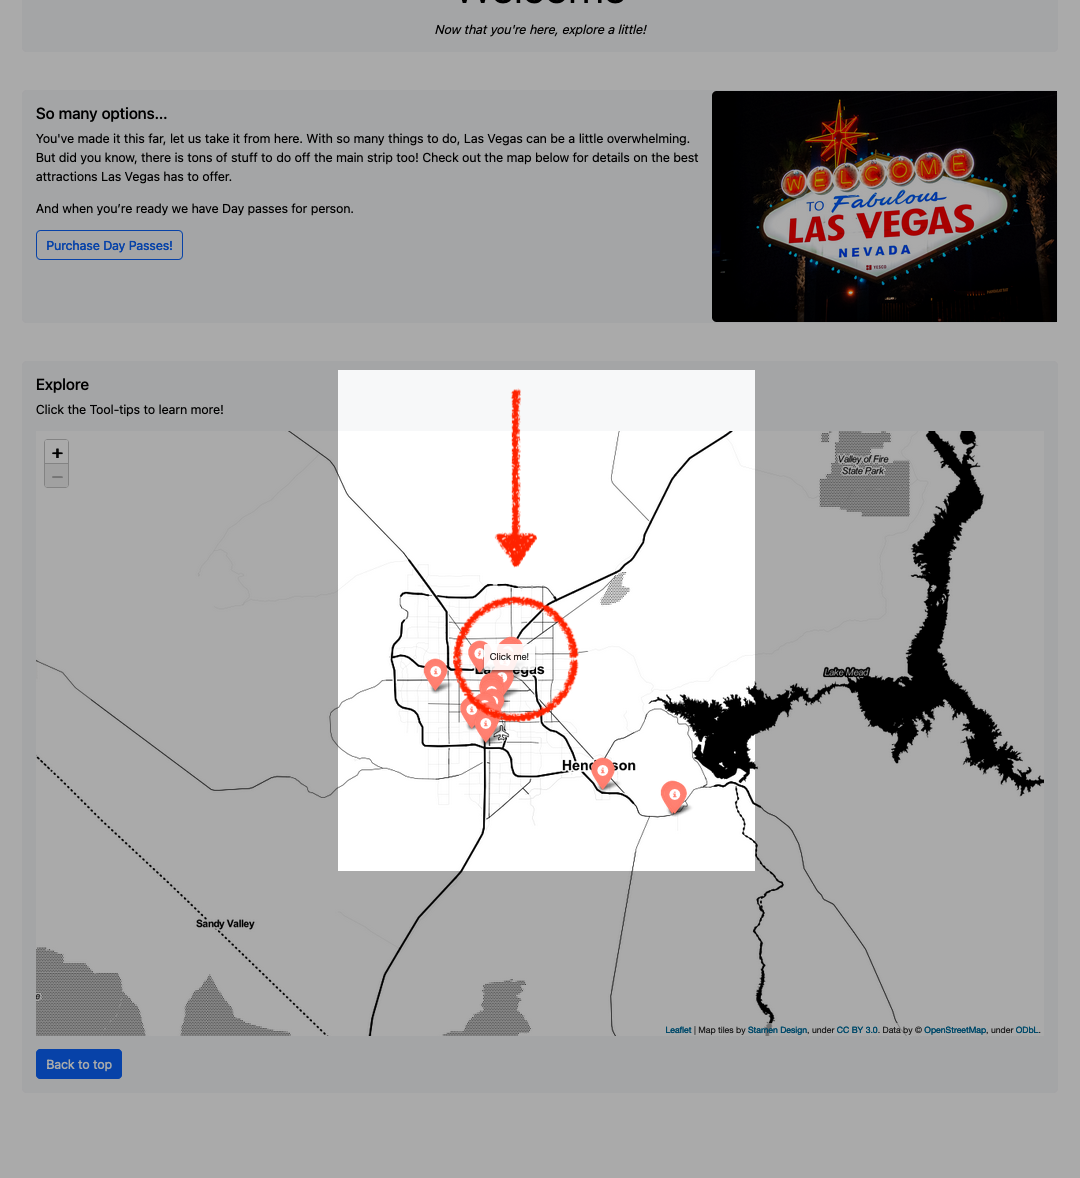 Welcome
Now that you're here, explore a little!
So many options...
You've made it this far, let us take it from here. With so many things to do, Las Vegas can be a little overwhelming.
But did you know, there is tons of stuff to do off the main strip too! Check out the map below for details on the best
attractions Las Vegas has to offer.
And when you’re ready we have Day passes for person.
Purchase Day Passes!
WELCOME
TO Fabulous
LAS VEGAS
NEVADA
YESCO
Explore
Click the Tool-tips to learn more!
+
−
Valley of Fire
State Park
Click me!
Las Vegas
Lake Mead
Henderson
Sandy Valley
Leaflet | Map tiles by Stamen Design, under CC BY 3.0. Data by © OpenStreetMap, under ODbL.
Back to top